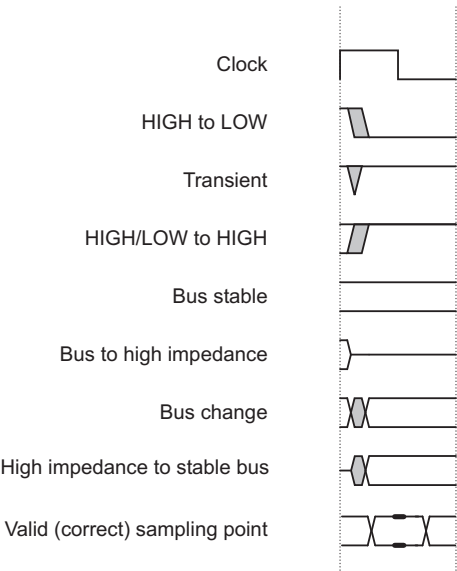 Clock
HIGH to LOW
Transient
HIGH/LOW to HIGH
Bus stable
Bus to high impedance
Bus change
High impedance to stable bus
Valid (correct) sampling point